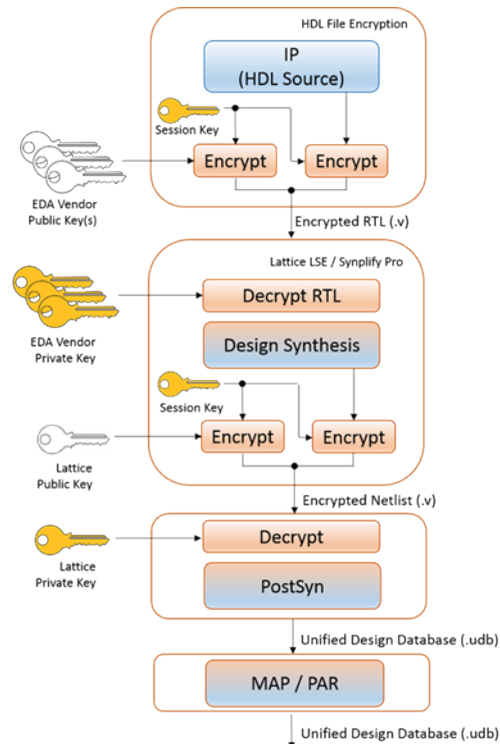 HDL File Encryption
IP
(HDL Source)
Session Key
Encrypt
Encrypt
EDA Vendor
Public Key(s)
Encrypted RTL (.v)
Lattice LSE / Synplify Pro
Decrypt RTL
EDA Vendor
Private Key
Design Synthesis
Session Key
Encrypt
Encrypt
Lattice
Public Key
Encrypted Netlist (.v)
Decrypt
Lattice
Private Key
PostSyn
Unified Design Database (.udb)
MAP / PAR
Unified Design Database (.udb)